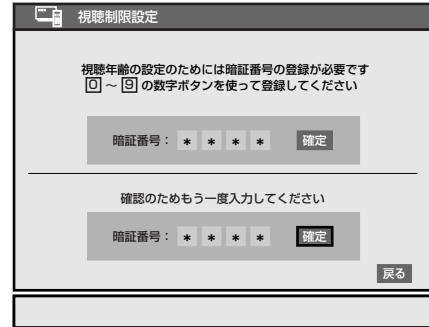 視聴制限設定
視聴年齢の設定のためには暗証番号の登録が必要です
0 ~ 9 の数字ボタンを使って登録してください
暗証番号： * * * * 確定
確認のためもう一度入力してください
暗証番号： * * * * 確定
戻る